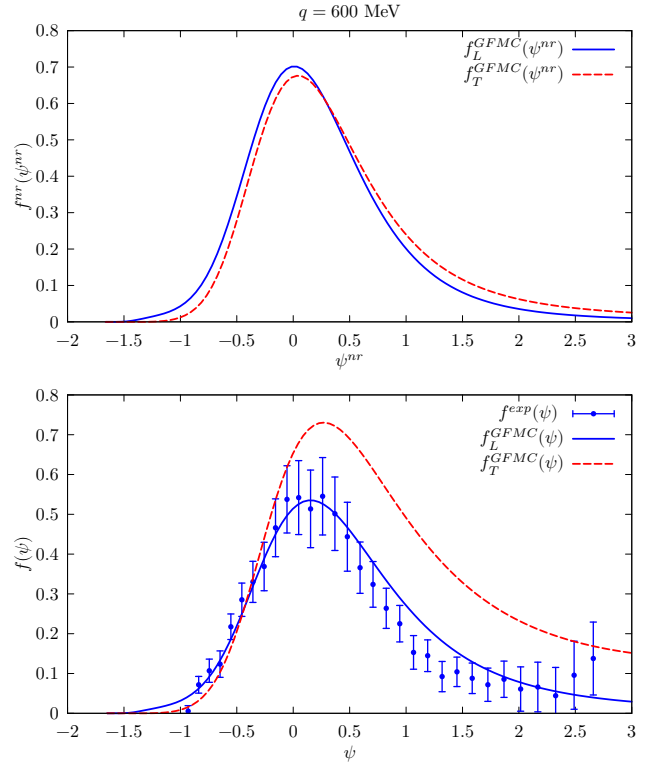 q = 600 MeV
f_L^{GFMC}(ψ^{nr})
f_T^{GFMC}(ψ^{nr})
f^{nr}(ψ^{nr})
0.8
0.7
0.6
0.5
0.4
0.3
0.2
0.1
0
−2 −1.5 −1 −0.5 0 0.5 1 1.5 2 2.5 3
ψ^{nr}
f^{exp}(ψ)
f_L^{GFMC}(ψ)
f_T^{GFMC}(ψ)
f(ψ)
0.8
0.7
0.6
0.5
0.4
0.3
0.2
0.1
0
−2 −1.5 −1 −0.5 0 0.5 1 1.5 2 2.5 3
ψ